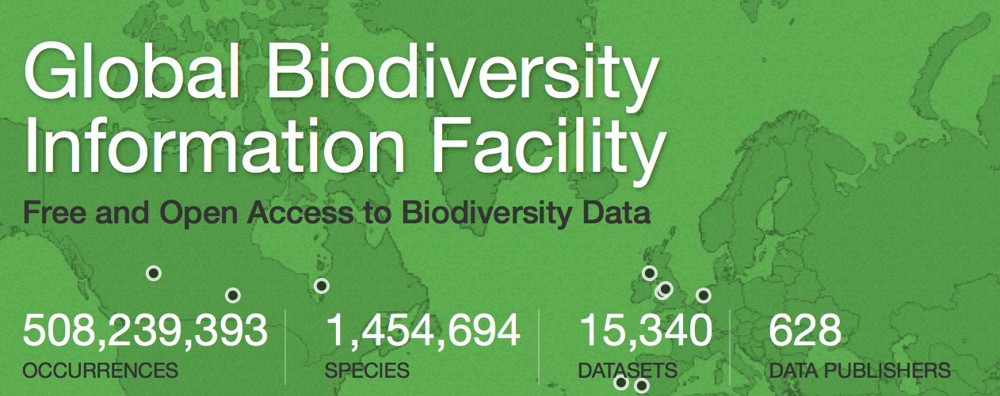 Global Biodiversity
Information Facility
Free and Open Access to Biodiversity Data
508,239,393 1,454,694 15,340 628
OCCURRENCES SPECIES DATASETS DATA PUBLISHERS